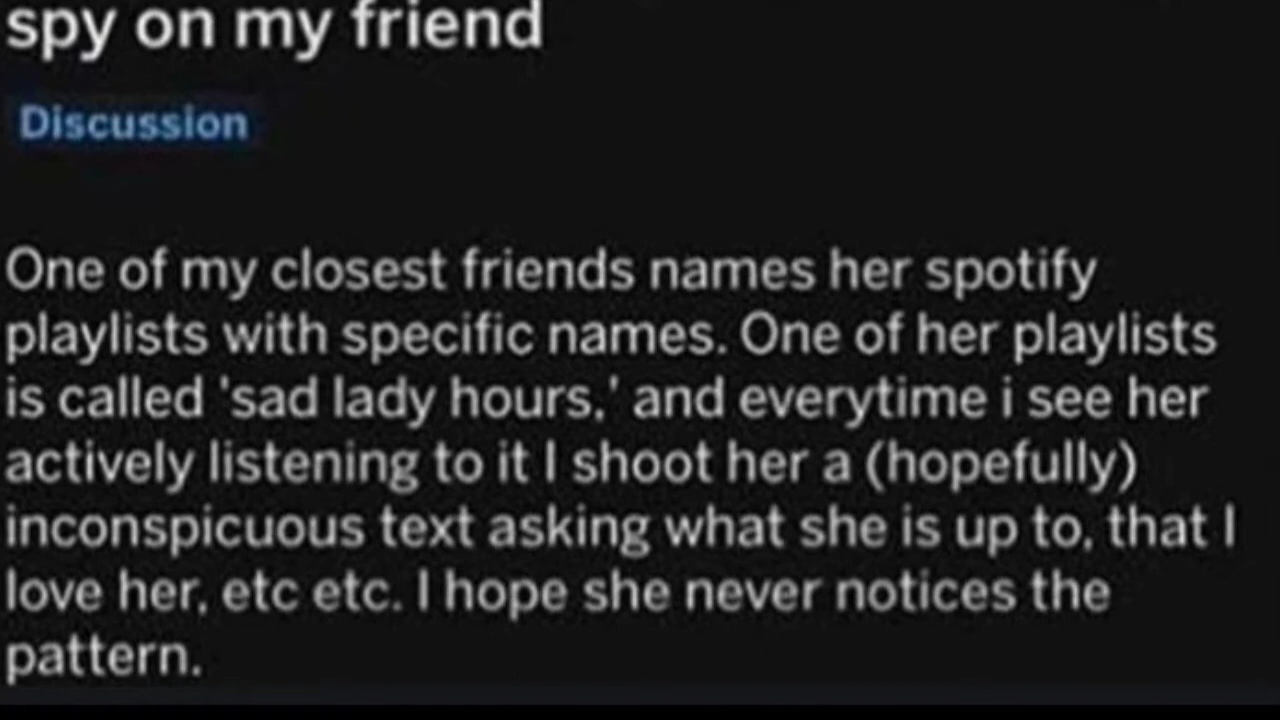 spy on my friend
Discussion
One of my closest friends names her spotify
playlists with specific names. One of her playlists
is called 'sad lady hours,' and everytime i see her
actively listening to it I shoot her a (hopefully)
inconspicuous text asking what she is up to, that I
love her, etc etc. I hope she never notices the
pattern.